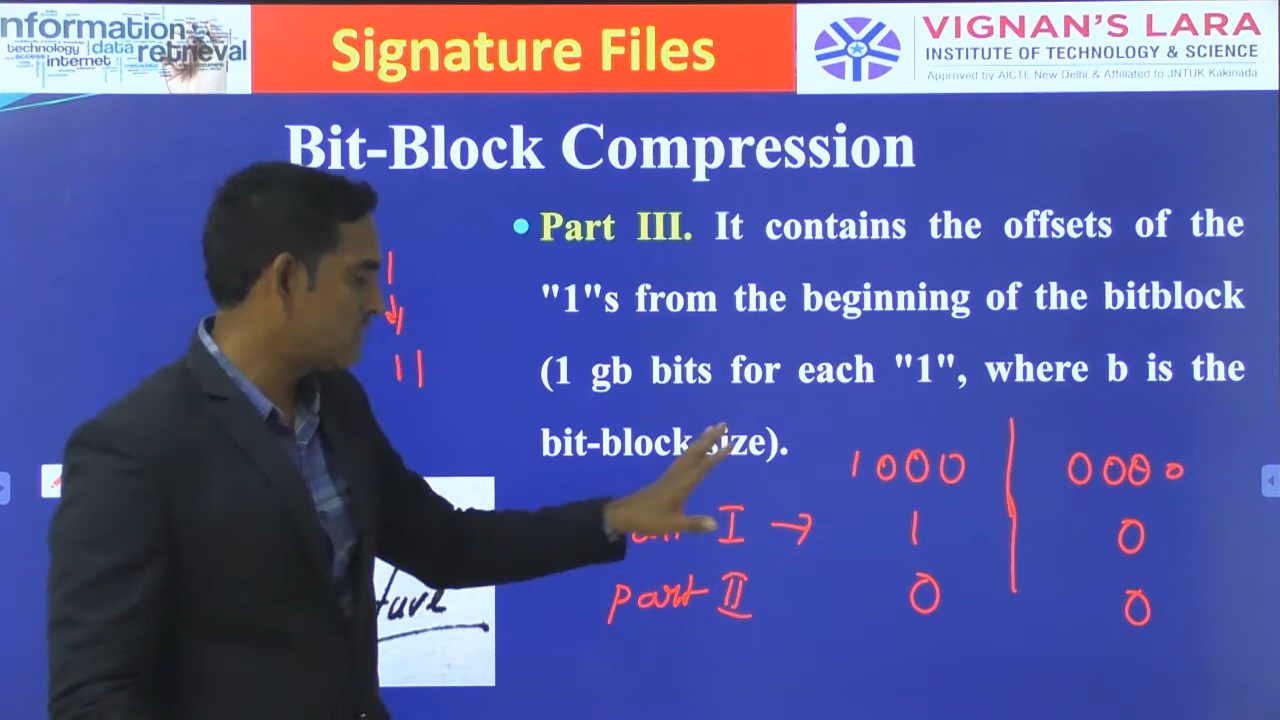 information
technology data retrieval
internet
Signature Files
VIGNAN'S LARA
INSTITUTE OF TECHNOLOGY & SCIENCE
Approved by AICTE New Delhi & Affiliated to JNTUK Kakinada
Bit-Block Compression
• Part III. It contains the offsets of the
"1"s from the beginning of the bitblock
(1 gb bits for each "1", where b is the
bit-block size).
1
11
1000 | 0000
I → 1 | 0
part II 0 0